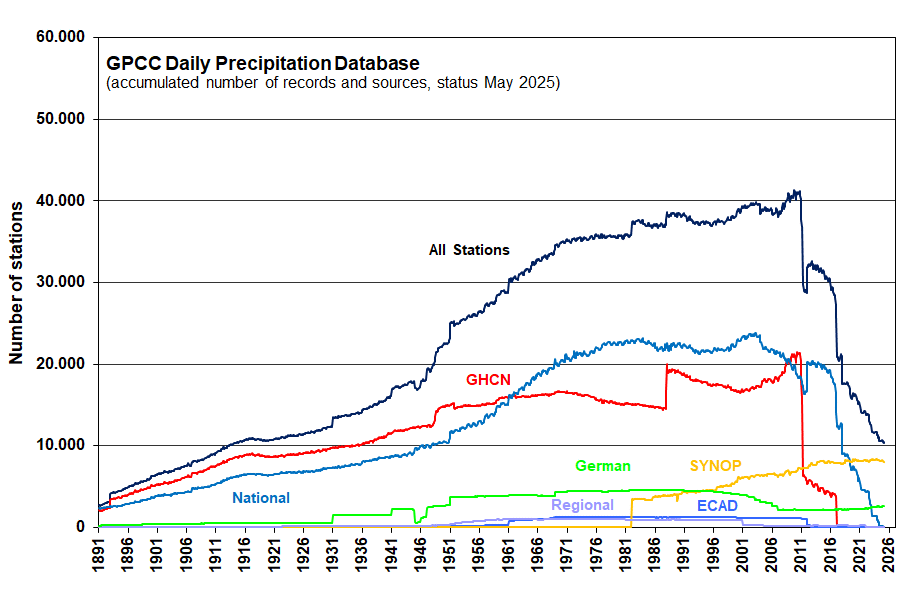 60.000
GPCC Daily Precipitation Database
(accumulated number of records and sources, status May 2025)
50.000
40.000
All Stations
30.000
Number of stations
20.000
GHCN
10.000
German
SYNOP
National
Regional
ECAD
0
1891 1896 1901 1906 1911 1916 1921 1926 1931 1936 1941 1946 1951 1956 1961 1966 1971 1976 1981 1986 1991 1996 2001 2006 2011 2016 2021 2026